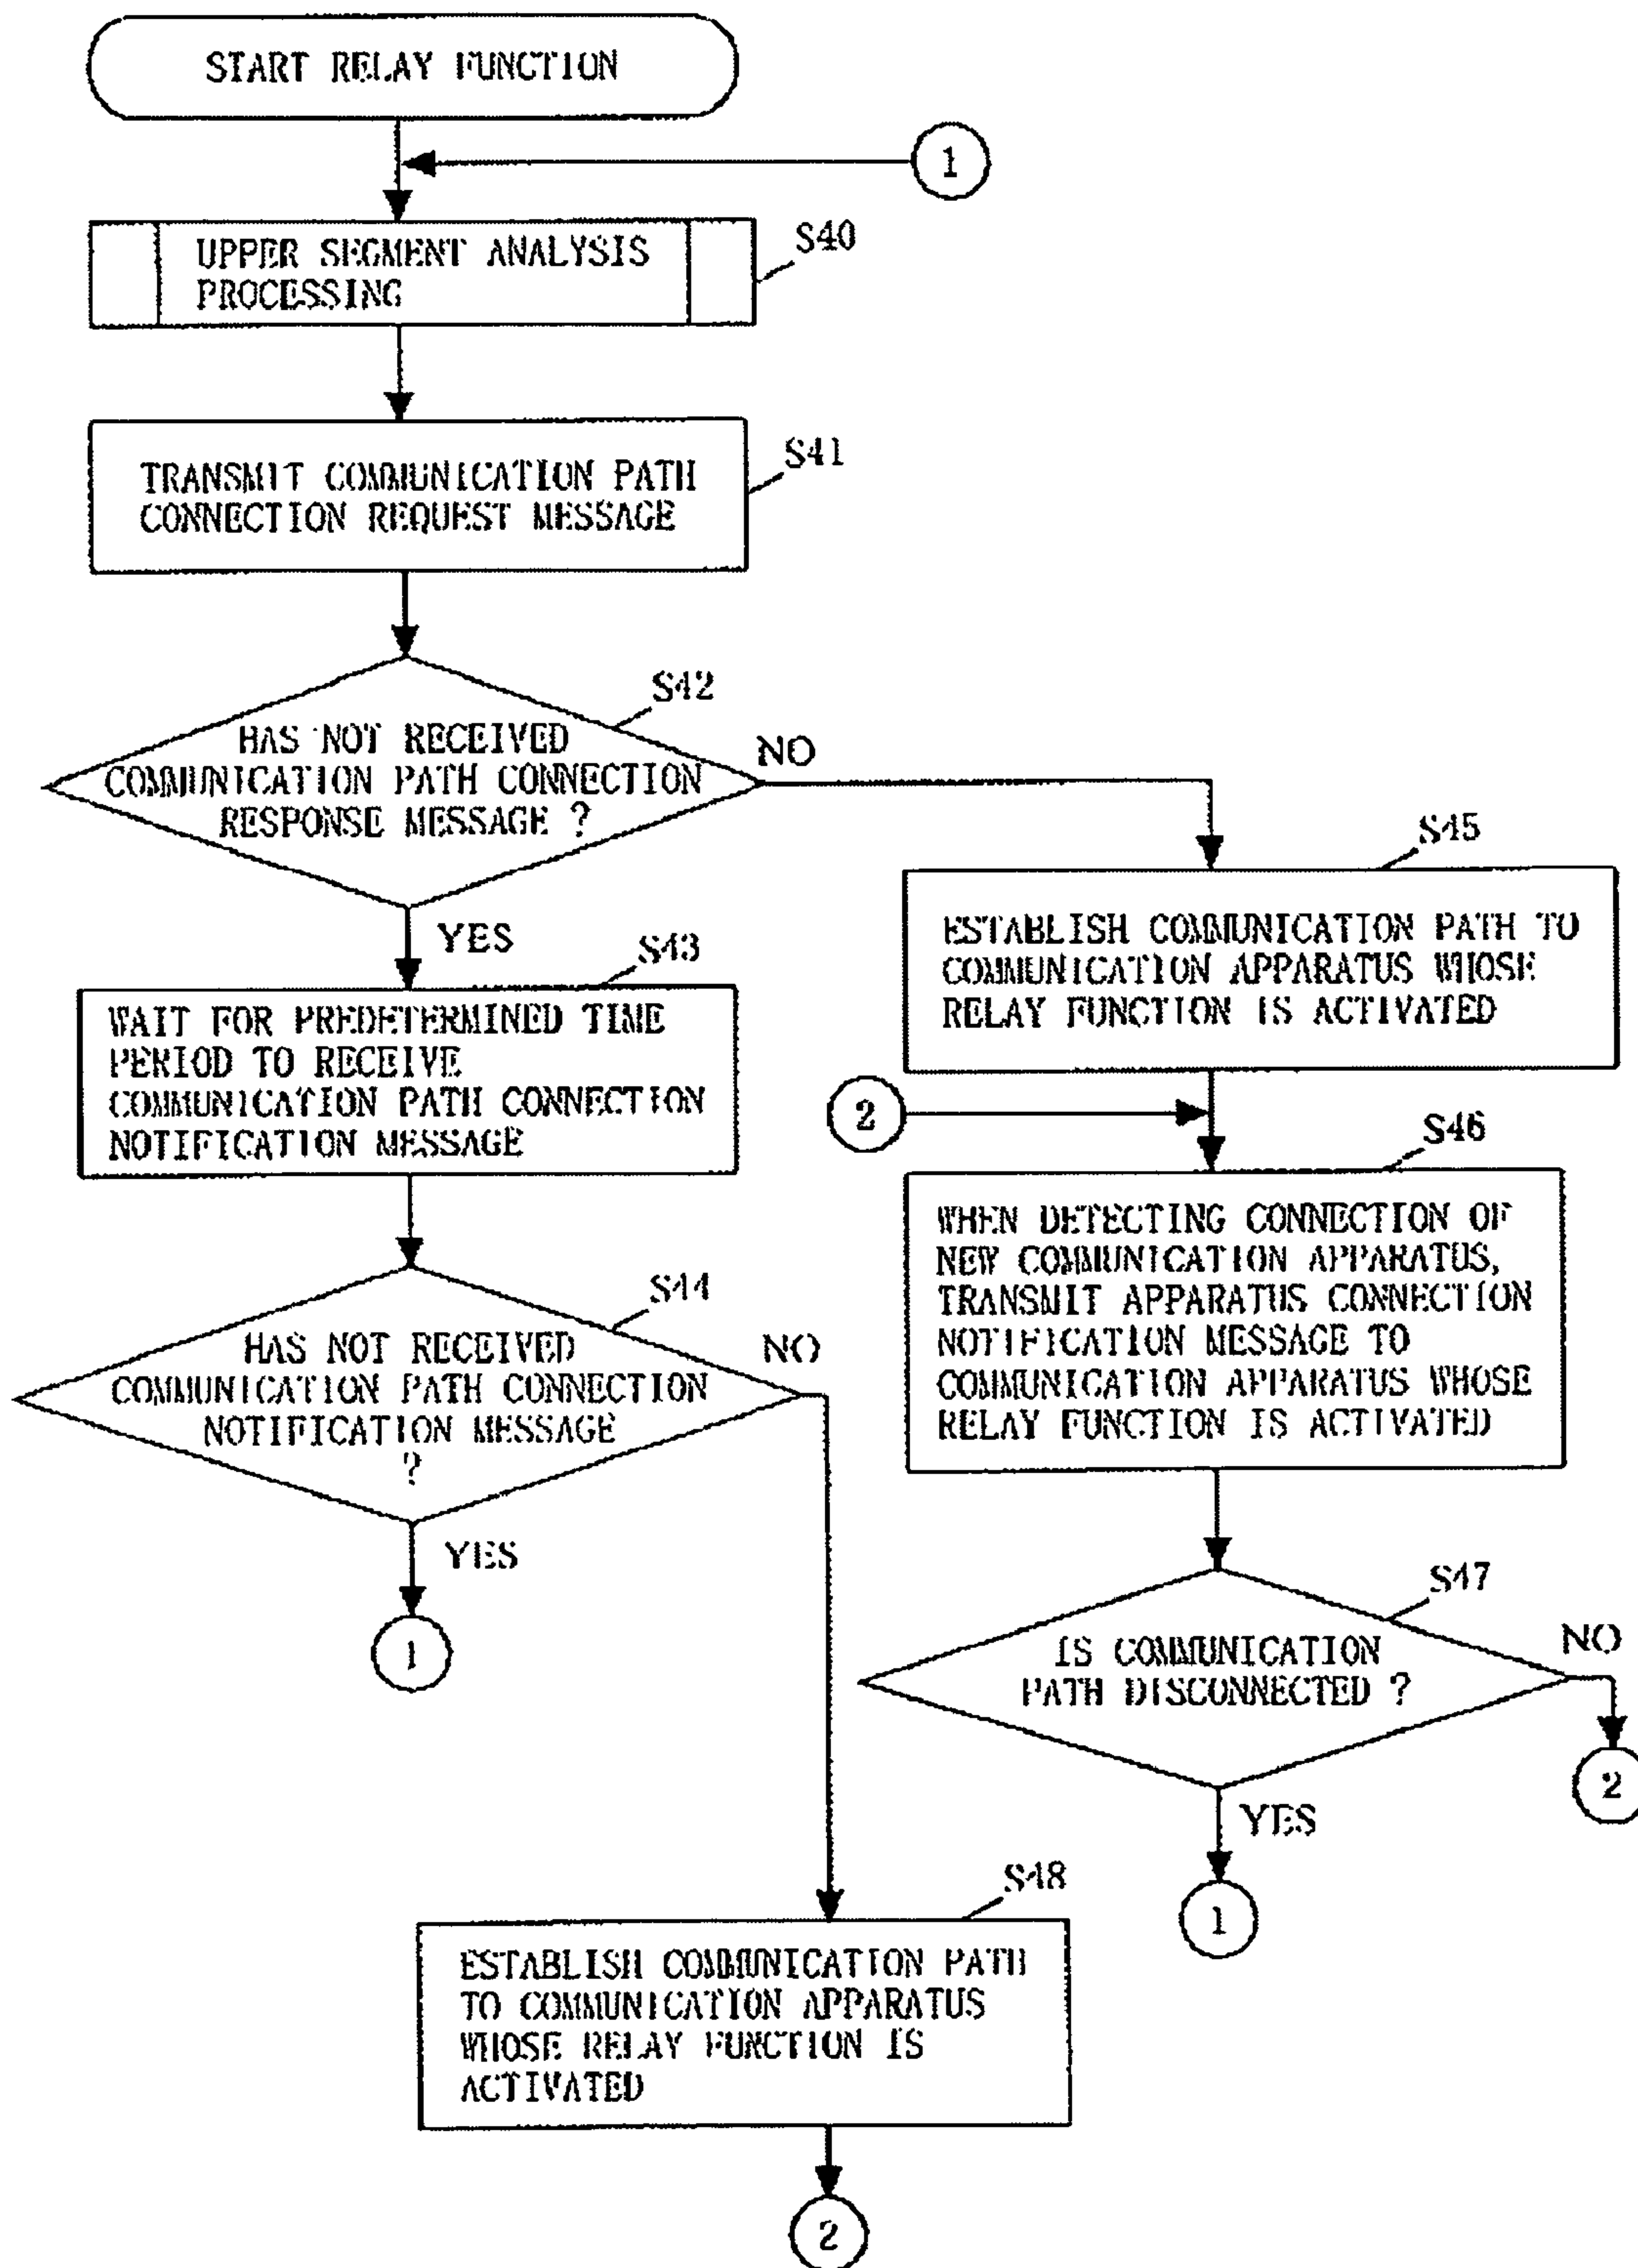 START RELAY FUNCTION
1
UPPER SEGMENT ANALYSIS
PROCESSING
S40
TRANSMIT COMMUNICATION PATH
CONNECTION REQUEST MESSAGE
S41
HAS NOT RECEIVED
COMMUNICATION PATH CONNECTION
RESPONSE MESSAGE ?
S42
NO
YES
S43
WAIT FOR PREDETERMINED TIME
PERIOD TO RECEIVE
COMMUNICATION PATH CONNECTION
NOTIFICATION MESSAGE
S44
HAS NOT RECEIVED
COMMUNICATION PATH CONNECTION
NOTIFICATION MESSAGE
?
NO
YES
1
S45
ESTABLISH COMMUNICATION PATH TO
COMMUNICATION APPARATUS WHOSE
RELAY FUNCTION IS ACTIVATED
2
S46
WHEN DETECTING CONNECTION OF
NEW COMMUNICATION APPARATUS,
TRANSMIT APPARATUS CONNECTION
NOTIFICATION MESSAGE TO
COMMUNICATION APPARATUS WHOSE
RELAY FUNCTION IS ACTIVATED
S47
IS COMMUNICATION
PATH DISCONNECTED ?
NO
2
YES
1
S48
ESTABLISH COMMUNICATION PATH
TO COMMUNICATION APPARATUS
WHOSE RELAY FUNCTION IS
ACTIVATED
2